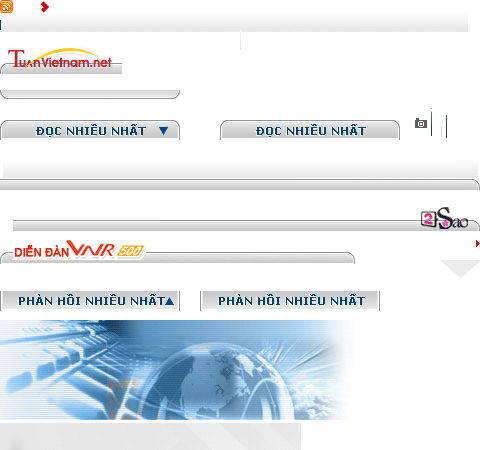 TuanVietnam.net
ĐỌC NHIỀU NHẤT
ĐỌC NHIỀU NHẤT
2Sao
DIỄN ĐÀN VNR 500
PHẢN HỒI NHIỀU NHẤT
PHẢN HỒI NHIỀU NHẤT